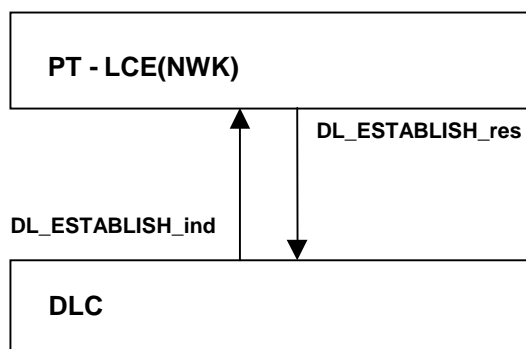 PT - LCE(NWK)
DL_ESTABLISH_res
DL_ESTABLISH_ind
DLC